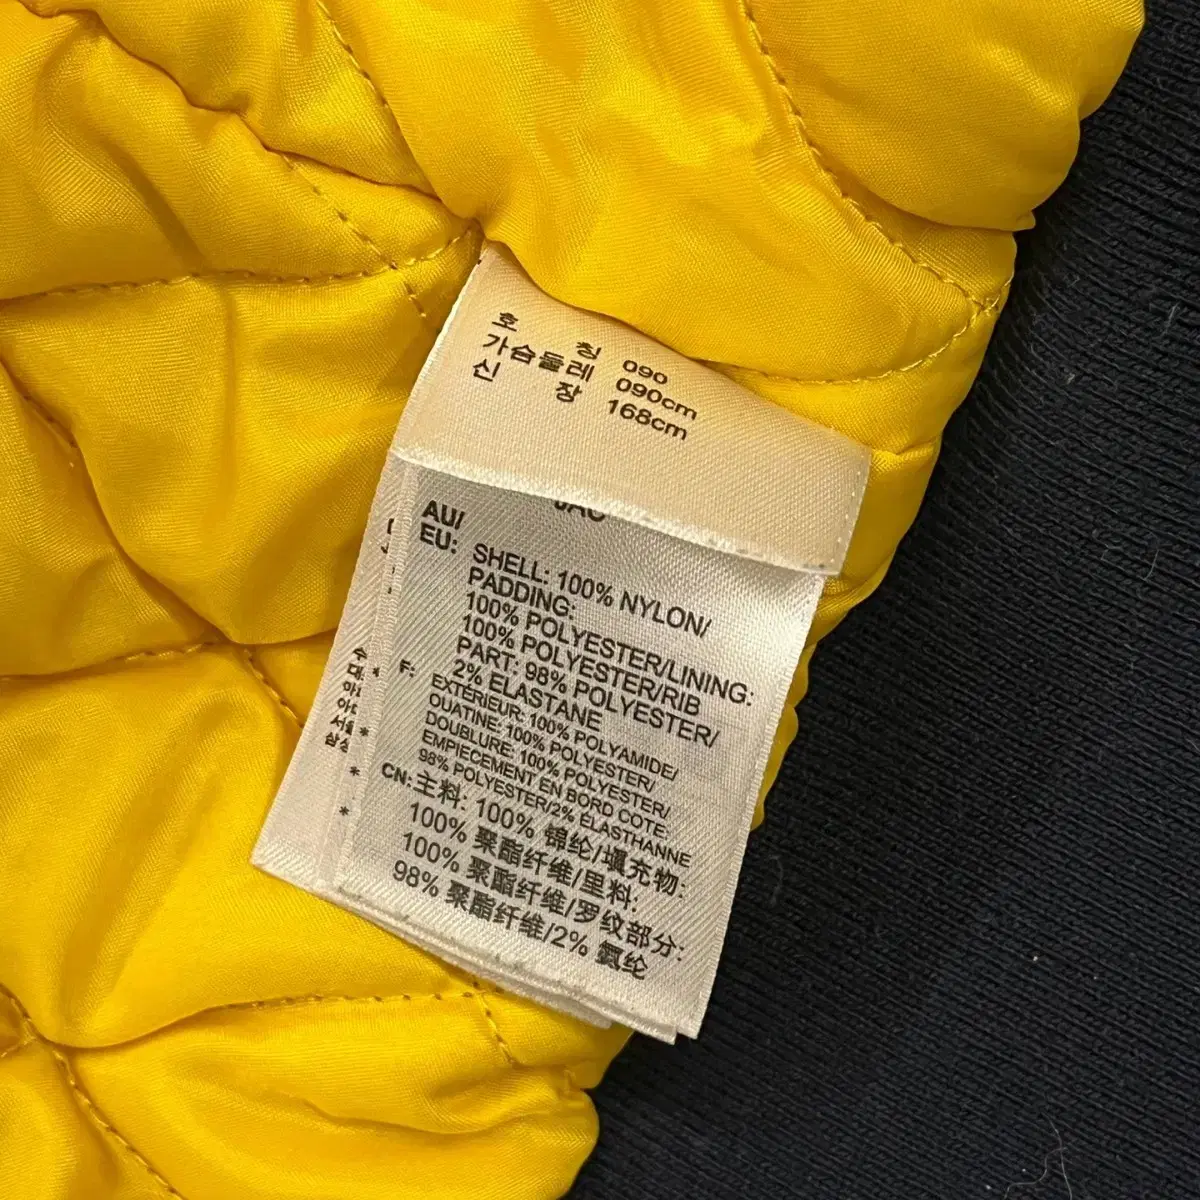 호 칭 090
가슴둘레 090cm
신 장 168cm
AU/
EU: SHELL: 100% NYLON/
PADDING:
100% POLYESTER/LINING:
100% POLYESTER/RIB
PART: 98% POLYESTER/
2% ELASTANE
F: EXTÉRIEUR: 100% POLYAMIDE/
OUATINE: 100% POLYESTER/
DOUBLURE: 100% POLYESTER/
EMPIECEMENT EN BORD COTE:
98% POLYESTER/2% ÉLASTHANNE
CN: 主料: 100% 锦纶/填充物:
100% 聚酯纤维/里料:
100% 聚酯纤维/罗纹部分:
98% 聚酯纤维/2% 氨纶